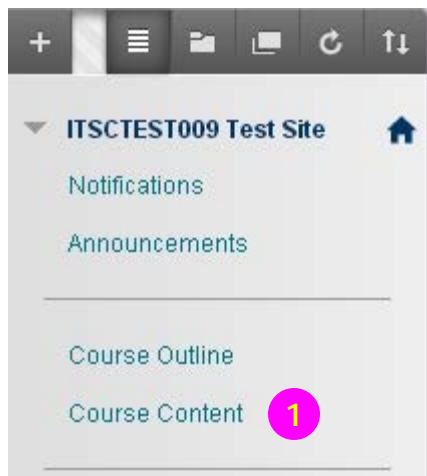 ITSCTEST009 Test Site
Notifications
Announcements
Course Outline
Course Content 1